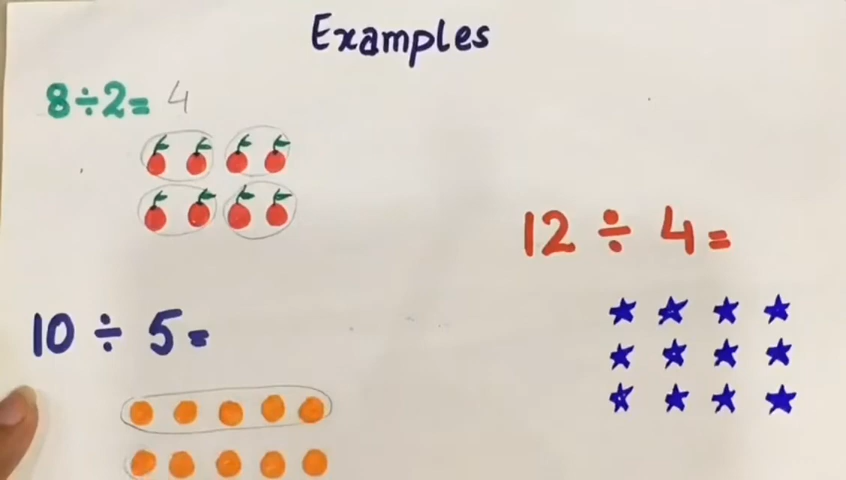 Examples
8÷2= 4
10 ÷ 5=
12 ÷ 4=